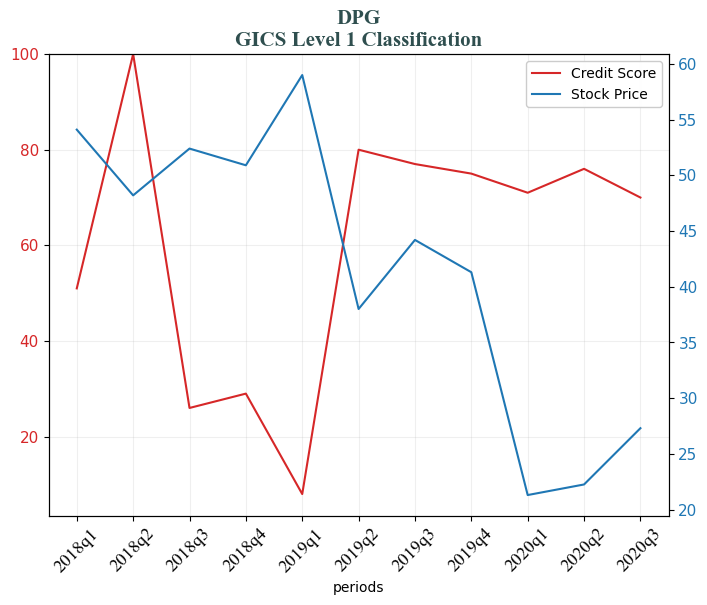 DPG
GICS Level 1 Classification
Credit Score
Stock Price
100
80
60
40
20
60
55
50
45
40
35
30
25
20
2018q1
2018q2
2018q3
2018q4
2019q1
2019q2
2019q3
2019q4
2020q1
2020q2
2020q3
periods